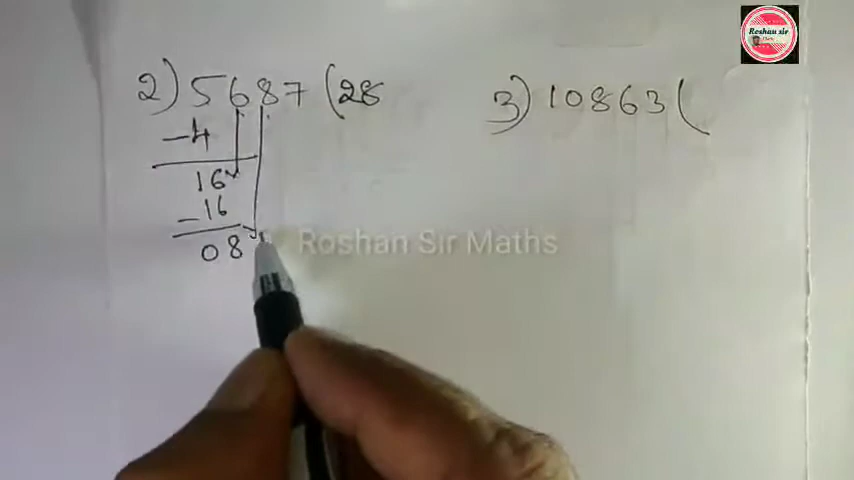 2) 5687 (28
3) 10863 (
-4
16
-16
08
Roshan Sir Maths
Roshan sir